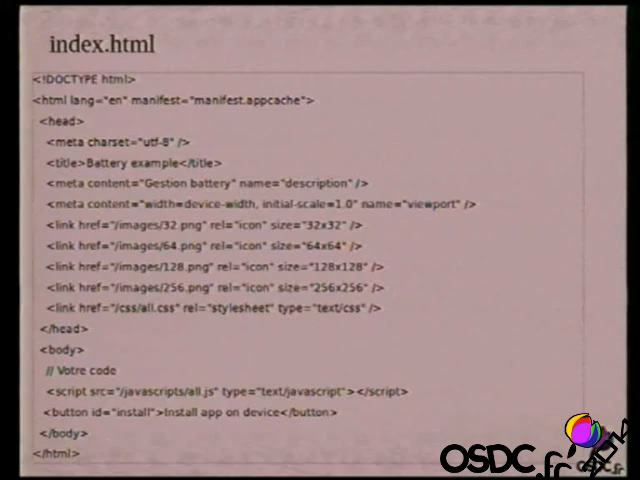 index.html
<!DOCTYPE html>
<html lang="en" manifest="manifest.appcache">
<head>
<meta charset="utf-8" />
<title>Battery example</title>
<meta content="Gestion battery" name="description" />
<meta content="width=device-width, initial-scale=1.0" name="viewport" />
<link href="/images/32.png" rel="icon" size="32x32" />
<link href="/images/64.png" rel="icon" size="64x64" />
<link href="/images/128.png" rel="icon" size="128x128" />
<link href="/images/256.png" rel="icon" size="256x256" />
<link href="/css/all.css" rel="stylesheet" type="text/css" />
</head>
<body>
// Votre code
<script src="/javascripts/all.js" type="text/javascript"></script>
<button id="install">Install app on device</button>
</body>
</html>
OSDC.fr